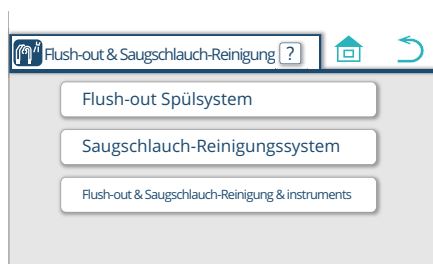 Flush-out & Saugschlauch-Reinigung ?
Flush-out Spülsystem
Saugschlauch-Reinigungssystem
Flush-out & Saugschlauch-Reinigung & instruments